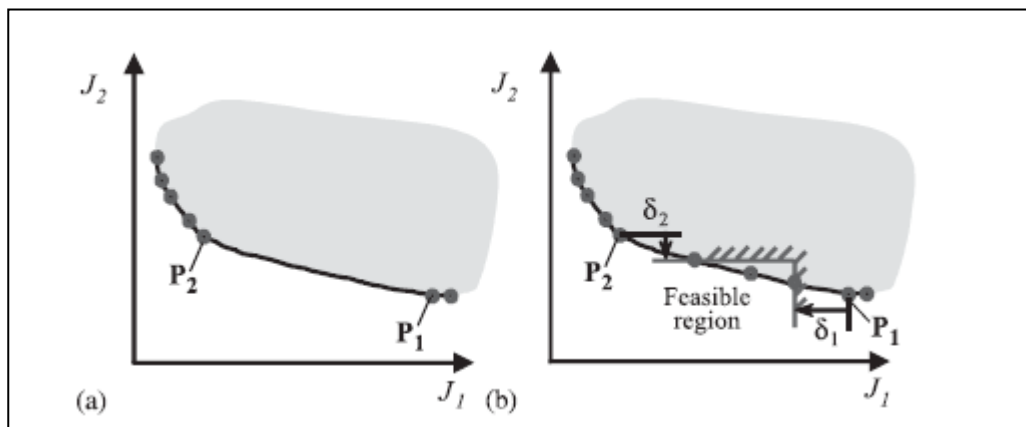 J₂
P₂
P₁
J₁
(a)
J₂
δ₂
P₂
Feasible
region
δ₁
P₁
J₁
(b)